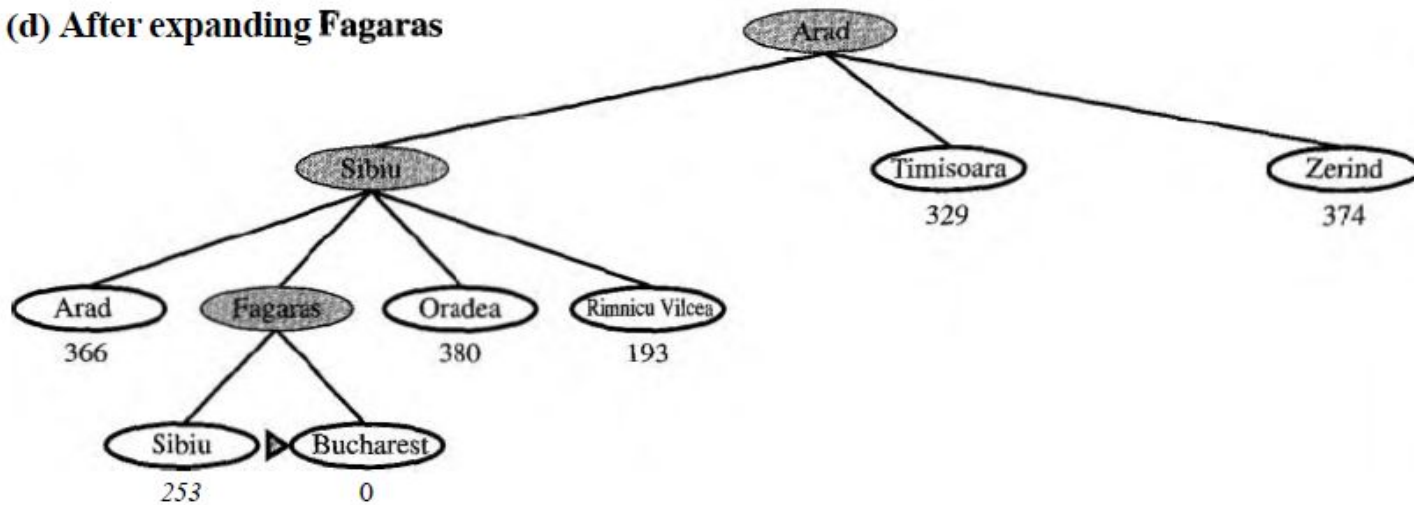 (d) After expanding Fagaras
Arad
Sibiu
Timisoara
Zerind
329
374
Arad
Fagaras
Oradea
Rimnicu Vilcea
366
380
193
Sibiu
Bucharest
253
0